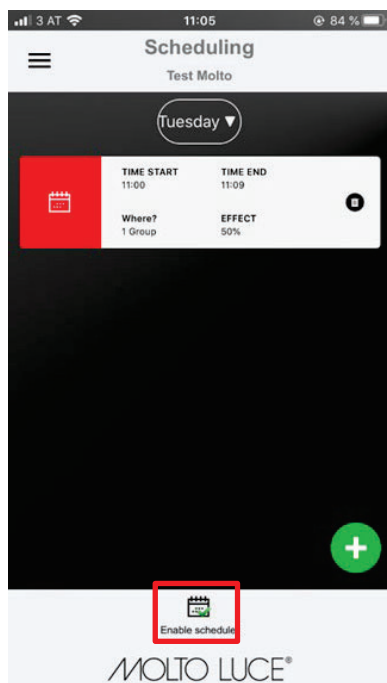 3 AT 11:05 84 %
Scheduling
Test Molto
Tuesday ▼
TIME START TIME END
11:00 11:09
Where? EFFECT
1 Group 50%
Enable schedule
MOLTO LUCE®